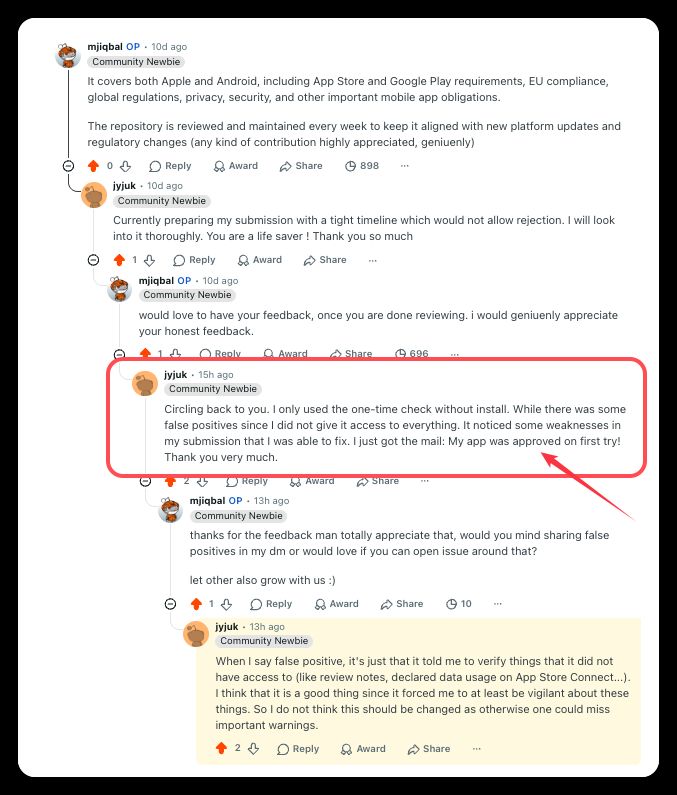 mjiqbal OP • 10d ago
Community Newbie
It covers both Apple and Android, including App Store and Google Play requirements, EU compliance,
global regulations, privacy, security, and other important mobile app obligations.
The repository is reviewed and maintained every week to keep it aligned with new platform updates and
regulatory changes (any kind of contribution highly appreciated, geniuenly)
0 Reply Award Share 898 ...
jyjuk • 10d ago
Community Newbie
Currently preparing my submission with a tight timeline which would not allow rejection. I will look
into it thoroughly. You are a life saver ! Thank you so much
1 Reply Award Share ...
mjiqbal OP • 10d ago
Community Newbie
would love to have your feedback, once you are done reviewing. i would geniuenly appreciate
your honest feedback.
1 Reply Award Share 696 ...
jyjuk • 15h ago
Community Newbie
Circling back to you. I only used the one-time check without install. While there was some
false positives since I did not give it access to everything. It noticed some weaknesses in
my submission that I was able to fix. I just got the mail: My app was approved on first try!
Thank you very much.
2 Reply Award Share ...
mjiqbal OP • 13h ago
Community Newbie
thanks for the feedback man totally appreciate that, would you mind sharing false
positives in my dm or would love if you can open issue around that?
let other also grow with us :)
1 Reply Award Share 10 ...
jyjuk • 13h ago
Community Newbie
When I say false positive, it's just that it told me to verify things that it did not
have access to (like review notes, declared data usage on App Store Connect...).
I think that it is a good thing since it forced me to at least be vigilant about these
things. So I do not think this should be changed as otherwise one could miss
important warnings.
2 Reply Award Share ...